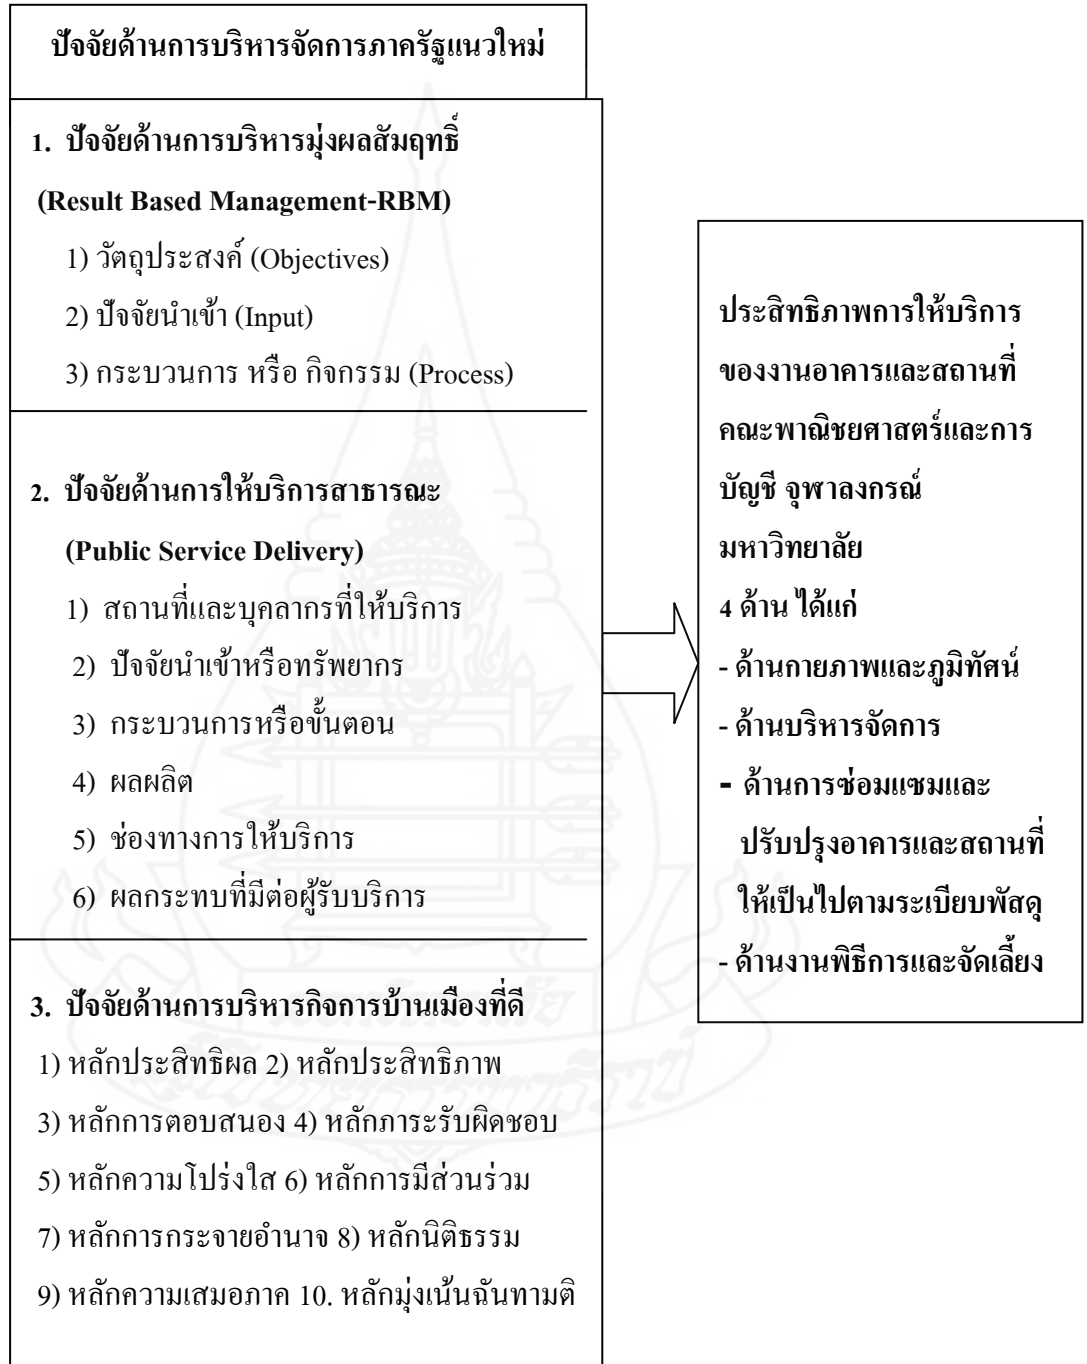 ปัจจัยด้านการบริหารจัดการภาครัฐแนวใหม่
1. ปัจจัยด้านการบริหารมุ่งผลสัมฤทธิ์
(Result Based Management-RBM)
1) วัตถุประสงค์ (Objectives)
2) ปัจจัยนำเข้า (Input)
3) กระบวนการ หรือ กิจกรรม (Process)
2. ปัจจัยด้านการให้บริการสาธารณะ
(Public Service Delivery)
1) สถานที่และบุคลากรที่ให้บริการ
2) ปัจจัยนำเข้าหรือทรัพยากร
3) กระบวนการหรือขั้นตอน
4) ผลผลิต
5) ช่องทางการให้บริการ
6) ผลกระทบที่มีต่อผู้รับบริการ
3. ปัจจัยด้านการบริหารกิจการบ้านเมืองที่ดี
1) หลักประสิทธิผล 2) หลักประสิทธิภาพ
3) หลักการตอบสนอง 4) หลักภาระรับผิดชอบ
5) หลักความโปร่งใส 6) หลักการมีส่วนร่วม
7) หลักการกระจายอำนาจ 8) หลักนิติธรรม
9) หลักความเสมอภาค 10. หลักมุ่งเน้นฉันทามติ
ประสิทธิภาพการให้บริการ
ของงานอาคารและสถานที่
คณะพาณิชยศาสตร์และการ
บัญชี จุฬาลงกรณ์
มหาวิทยาลัย
4 ด้าน ได้แก่
- ด้านกายภาพและภูมิทัศน์
- ด้านบริหารจัดการ
- ด้านการซ่อมแซมและ
ปรับปรุงอาคารและสถานที่
ให้เป็นไปตามระเบียบพัสดุ
- ด้านงานพิธีการและจัดเลี้ยง